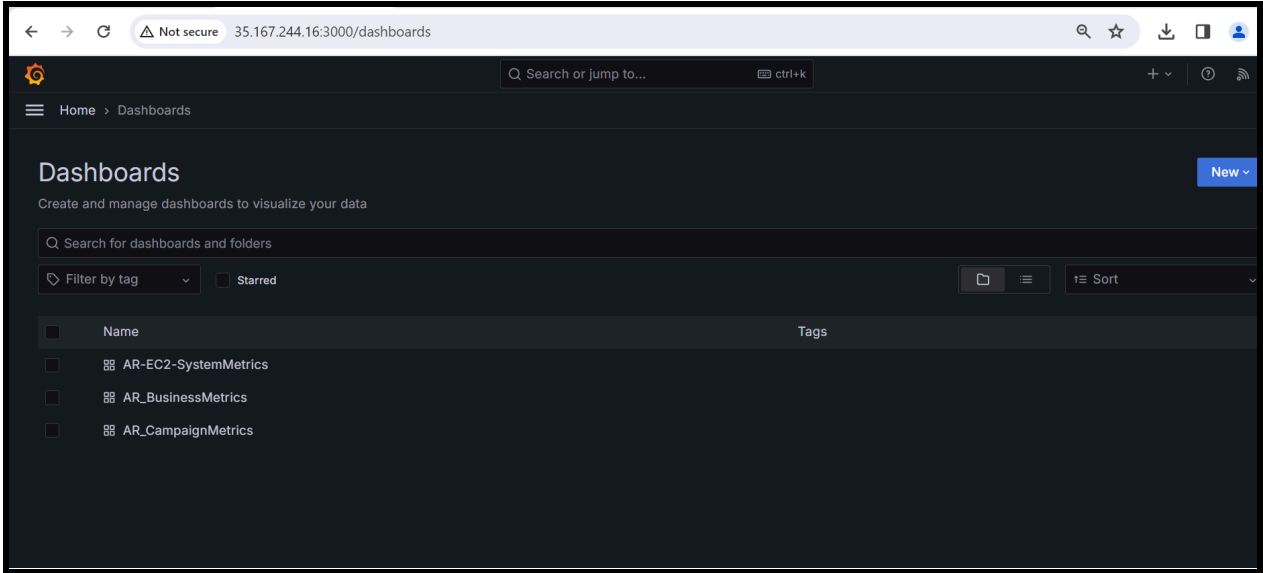 Not secure 35.167.244.16:3000/dashboards
Search or jump to... ctrl+k
Home › Dashboards
Dashboards
New
Create and manage dashboards to visualize your data
Search for dashboards and folders
Filter by tag Starred Sort
Name Tags
AR-EC2-SystemMetrics
AR_BusinessMetrics
AR_CampaignMetrics